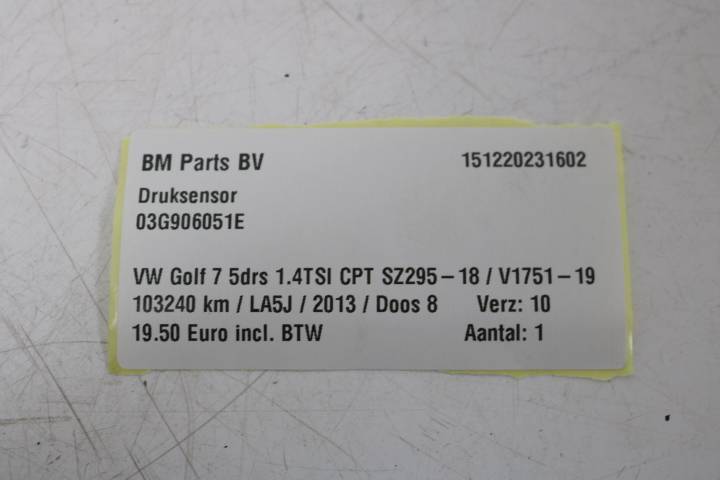 BM Parts BV 151220231602
Druksensor
03G906051E
VW Golf 7 5drs 1.4TSI CPT SZ295-18 / V1751-19
103240 km / LA5J / 2013 / Doos 8 Verz: 10
19.50 Euro incl. BTW Aantal: 1